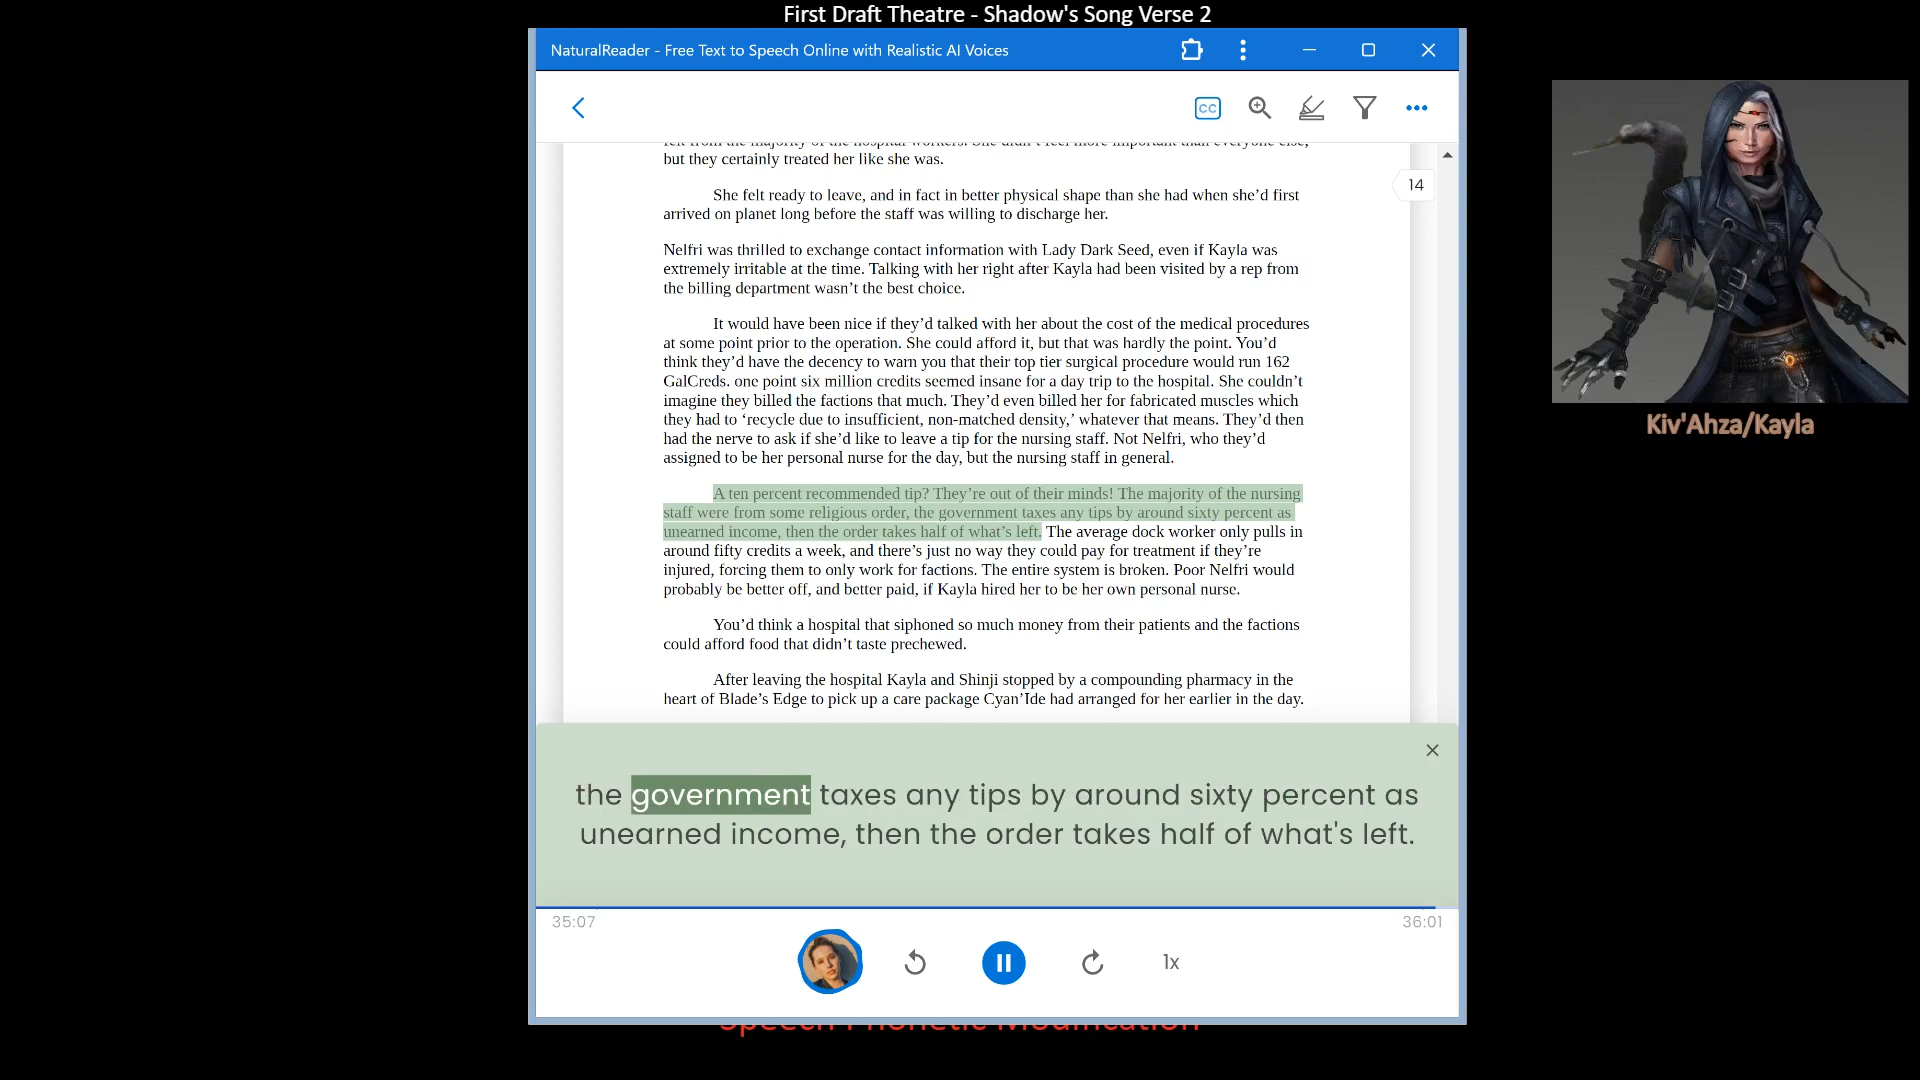 First Draft Theatre - Shadow's Song Verse 2
NaturalReader - Free Text to Speech Online with Realistic AI Voices
CC
felt from the majority of the hospital workers. She didn't feel more important than everyone else,
but they certainly treated her like she was.
14
She felt ready to leave, and in fact in better physical shape than she had when she’d first
arrived on planet long before the staff was willing to discharge her.
Nelfri was thrilled to exchange contact information with Lady Dark Seed, even if Kayla was
extremely irritable at the time. Talking with her right after Kayla had been visited by a rep from
the billing department wasn’t the best choice.
It would have been nice if they’d talked with her about the cost of the medical procedures
at some point prior to the operation. She could afford it, but that was hardly the point. You’d
think they’d have the decency to warn you that their top tier surgical procedure would run 162
GalCreds. one point six million credits seemed insane for a day trip to the hospital. She couldn’t
imagine they billed the factions that much. They’d even billed her for fabricated muscles which
they had to ‘recycle due to insufficient, non-matched density,’ whatever that means. They’d then
had the nerve to ask if she’d like to leave a tip for the nursing staff. Not Nelfri, who they’d
assigned to be her personal nurse for the day, but the nursing staff in general.
A ten percent recommended tip? They’re out of their minds! The majority of the nursing
staff were from some religious order, the government taxes any tips by around sixty percent as
unearned income, then the order takes half of what’s left. The average dock worker only pulls in
around fifty credits a week, and there’s just no way they could pay for treatment if they’re
injured, forcing them to only work for factions. The entire system is broken. Poor Nelfri would
probably be better off, and better paid, if Kayla hired her to be her own personal nurse.
You’d think a hospital that siphoned so much money from their patients and the factions
could afford food that didn’t taste prechewed.
After leaving the hospital Kayla and Shinji stopped by a compounding pharmacy in the
heart of Blade’s Edge to pick up a care package Cyan’Ide had arranged for her earlier in the day.
the government taxes any tips by around sixty percent as
unearned income, then the order takes half of what's left.
35:07
36:01
1x
Speech Phonetic Modification
Kiv'Ahza/Kayla